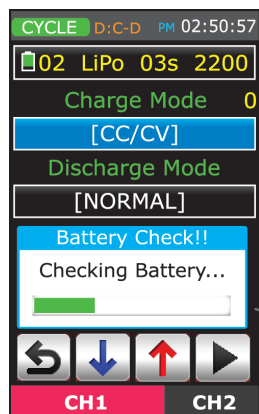 CYCLE D:C-D PM 02:50:57
02 LiPo 03s 2200
Charge Mode 0
[CC/CV]
Discharge Mode
[NORMAL]
Battery Check!!
Checking Battery...
CH1 CH2